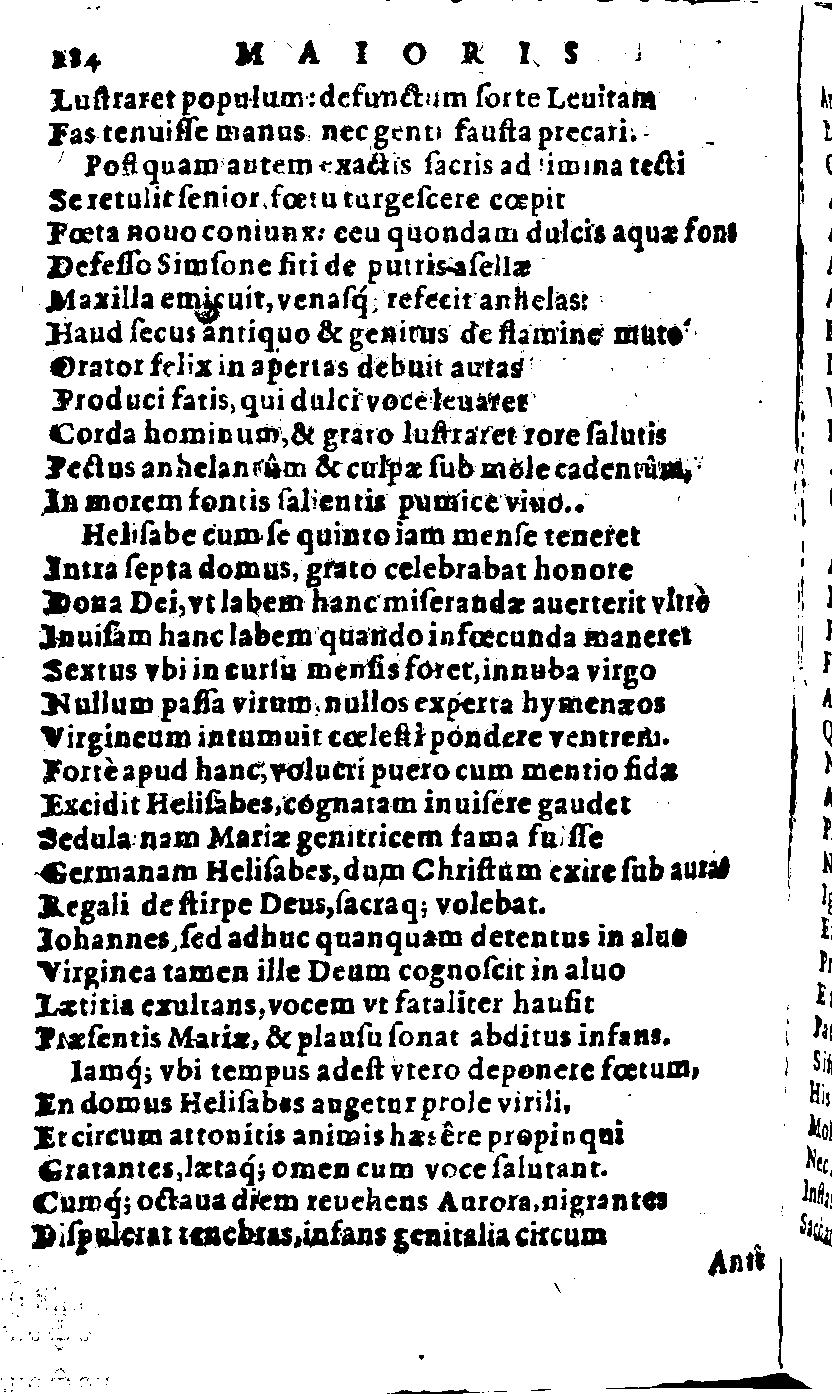 184 MAIORIS
Luſtraret populum: defunctum ſorte Leuitam
Fas tenuiſſe manus nec genti fauſta precari.
Poſtquam autem exactis ſacris ad limina tecti
Se retulit ſenior, fœtu turgeſcere cœpit
Fœta nouo coniunx: ceu quondam dulcis aquæ fons
Defeſſo Simſone ſiti de putris aſellæ
Maxilla emicuit, venaſq; refecit anhelas:
Haud ſecus antiquo & genitus de flamine muto
Orator felix in apertas debuit auras
Produci fatis, qui dulci voce leuaret
Corda hominum, & grato luſtraret rore ſalutis
Pectus anhelantûm & culpæ ſub mole cadentûm,
In morem fontis ſalientis pumice viuo.
Heliſabe cum ſe quinto iam menſe teneret
Intra ſepta domus, grato celebrabat honore
Dona Dei, vt labem hanc miſerandæ auerterit vltrò
Inuiſam hanc labem quando infœcunda maneret
Sextus vbi in curſu menſis foret, innuba virgo
Nullum paſſa virum, nullos experta hymenæos
Virgineum intumuit cœleſti pondere ventrem.
Fortè apud hanc, volucri puero cum mentio fidæ
Excidit Heliſabes, cognatam inuiſere gaudet
Sedula nam Mariæ genitricem fama fuiſſe
Germanam Heliſabes, dum Chriſtum exire ſub auras
Regali de ſtirpe Deus, ſacraq; volebat.
Iohannes, ſed adhuc quanquam detentus in aluo
Virginea tamen ille Deum cognoſcit in aluo
Lætitia exultans, vocem vt fataliter hauſit
Præſentis Mariæ, & plauſu ſonat abditus infans.
Iamq́; vbi tempus adeſt vtero deponere fœtum,
En domus Heliſabes augetur prole virili,
Et circum attonitis animis hæsêre propinqui
Gratantes, lætaq́; omen cum voce ſalutant.
Cumq́; octaua diem reuehens Aurora, nigrantes
Diſpulerat tenebras, infans genitalia circum